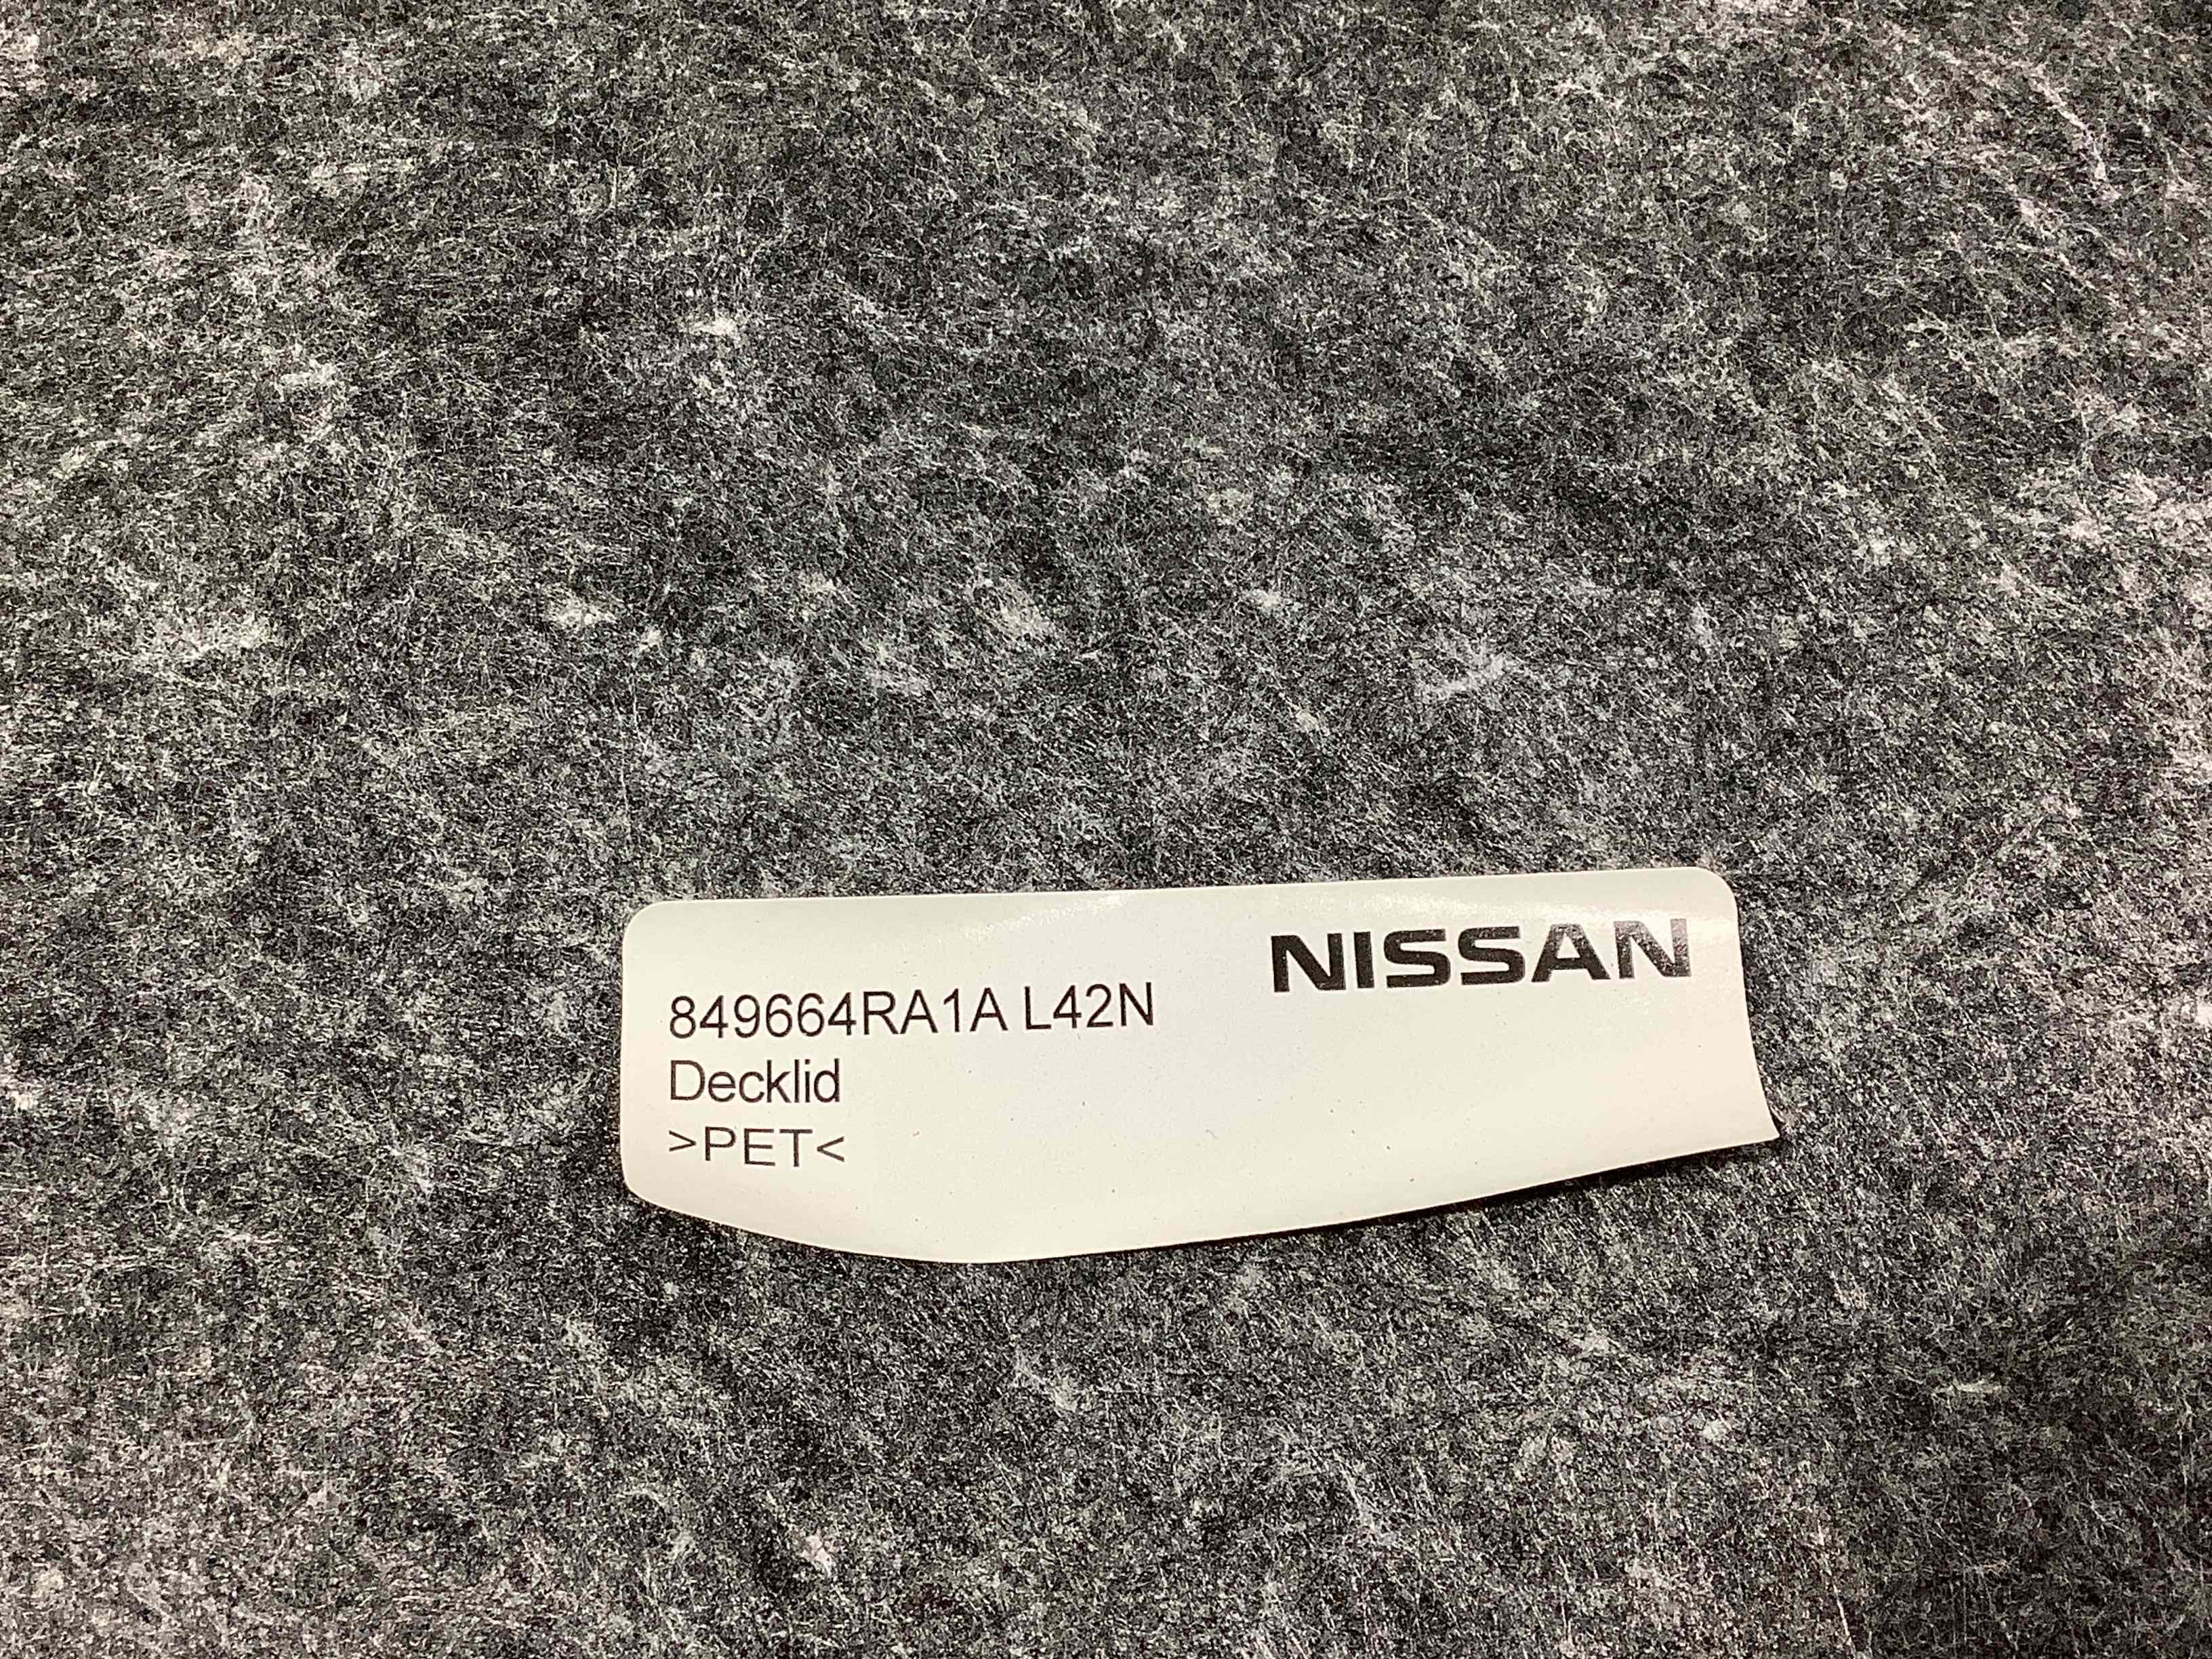 NISSAN
849664RA1A L42N
Decklid
>PET<